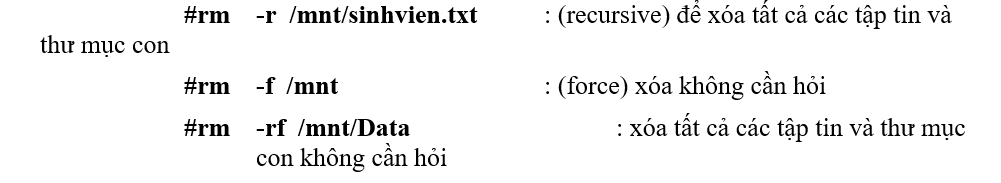 #rm -r /mnt/sinhvien.txt : (recursive) để xóa tất cả các tập tin và
thư mục con
#rm -f /mnt : (force) xóa không cần hỏi
#rm -rf /mnt/Data : xóa tất cả các tập tin và thư mục
con không cần hỏi